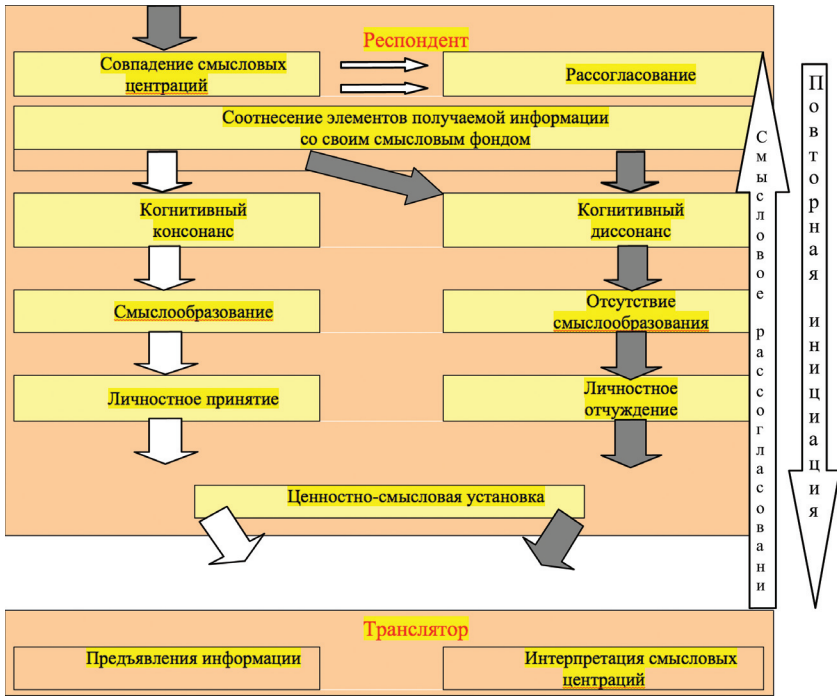 Респондент
Совпадение смысловых
центраций
Рассогласование
Соотнесение элементов получаемой информации
со своим смысловым фондом
Когнитивный
консонанс
Когнитивный
диссонанс
Смыслообразование
Отсутствие
смыслообразования
Личностное принятие
Личностное
отчуждение
Ценностно-смысловая установка
Смысловое рассогласовани
Повторная инициация
Транслятор
Предъявления информации
Интерпретация смысловых
центраций